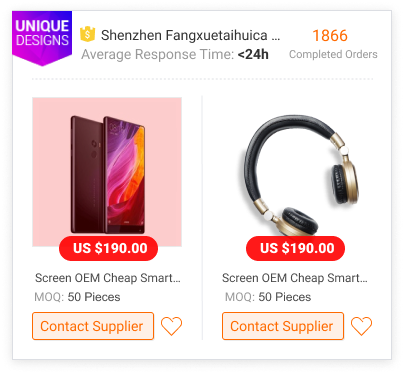 UNIQUE
DESIGNS
Shenzhen Fangxuetaihuica ...
1866
Average Response Time: <24h
Completed Orders
US $190.00
US $190.00
Screen OEM Cheap Smart...
Screen OEM Cheap Smart...
MOQ: 50 Pieces
MOQ: 50 Pieces
Contact Supplier
Contact Supplier